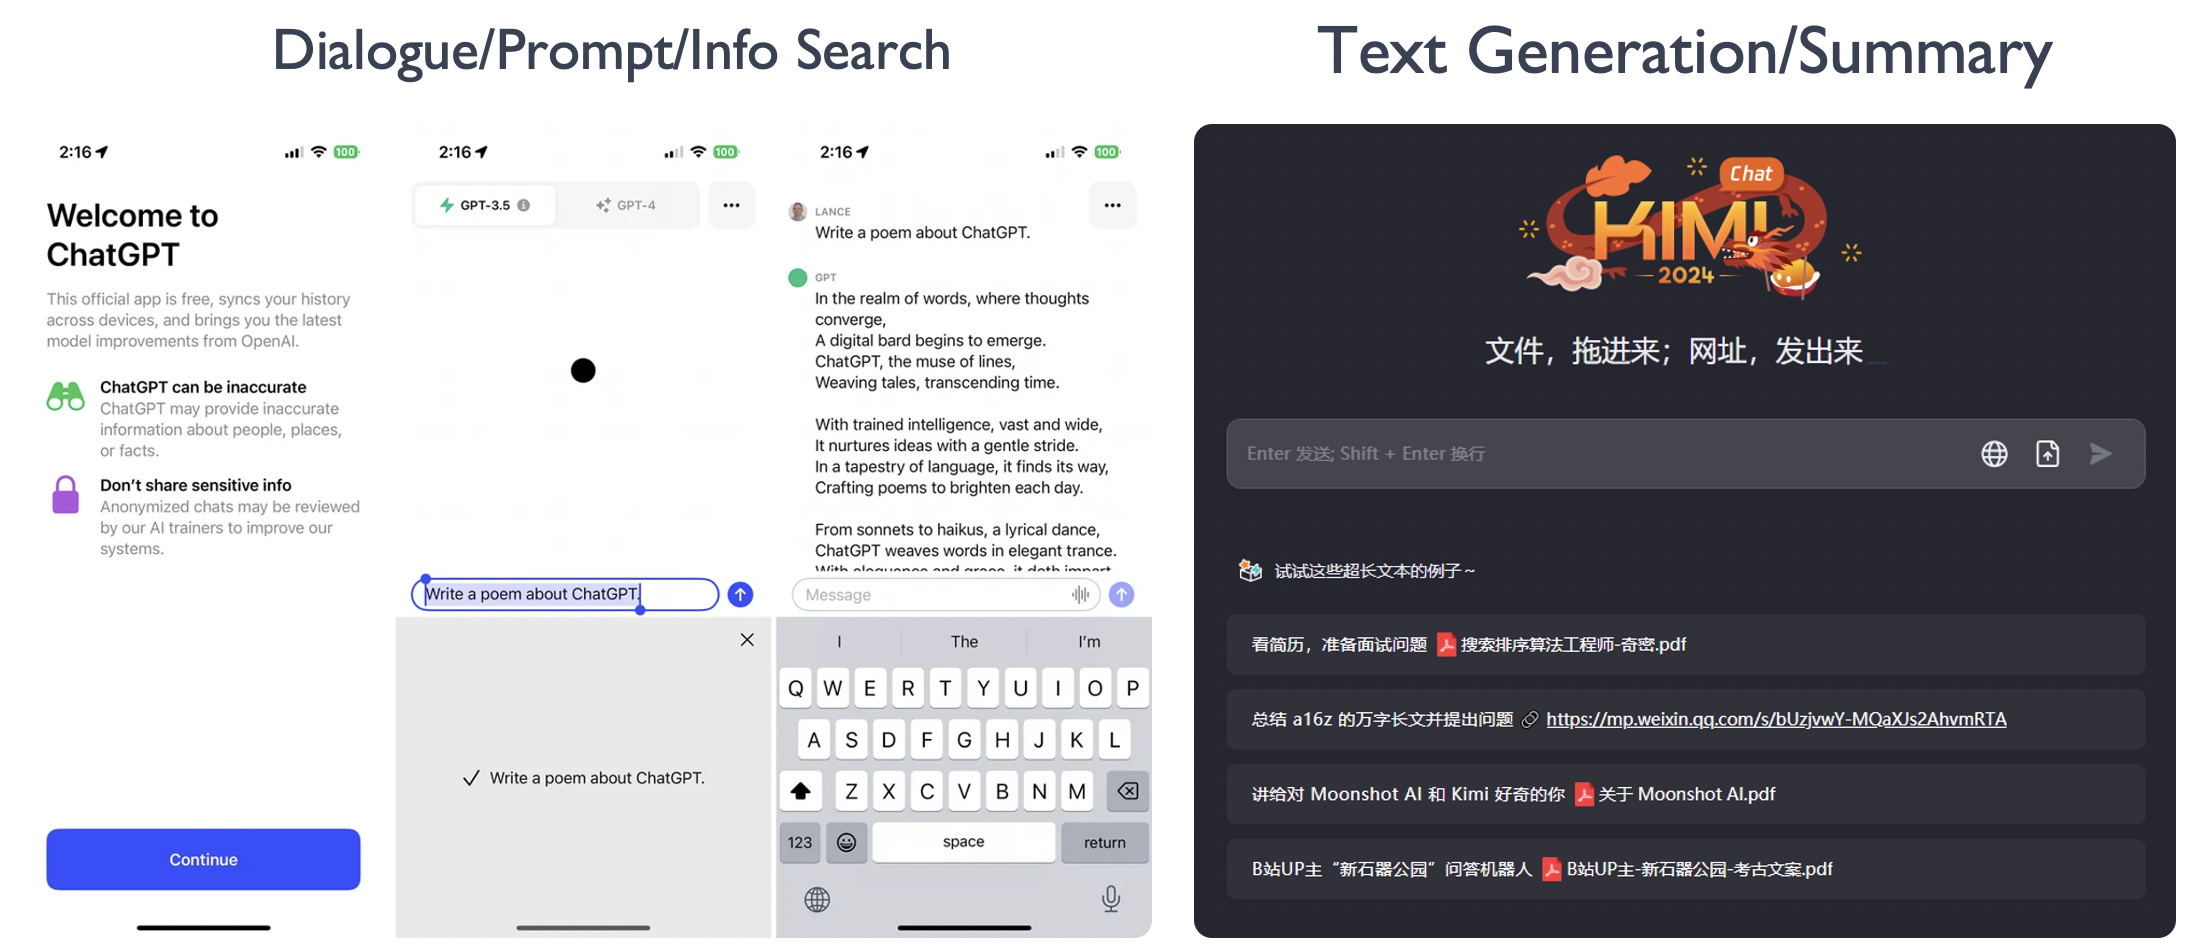 Dialogue/Prompt/Info Search
Text Generation/Summary
2:16
100
Welcome to
ChatGPT
This official app is free, syncs your history
across devices, and brings you the latest
model improvements from OpenAI.
ChatGPT can be inaccurate
ChatGPT may provide inaccurate
information about people, places,
or facts.
Don’t share sensitive info
Anonymized chats may be reviewed
by our AI trainers to improve our
systems.
Continue
2:16
100
GPT-3.5
GPT-4
Write a poem about ChatGPT.
Write a poem about ChatGPT.
2:16
100
LANCE
Write a poem about ChatGPT.
GPT
In the realm of words, where thoughts
converge,
A digital bard begins to emerge.
ChatGPT, the muse of lines,
Weaving tales, transcending time.
With trained intelligence, vast and wide,
It nurtures ideas with a gentle stride.
In a tapestry of language, it finds its way,
Crafting poems to brighten each day.
From sonnets to haikus, a lyrical dance,
ChatGPT weaves words in elegant trance.
With eloquence and grace, it doth impart
Message
I The I’m
Q W E R T Y U I O P
A S D F G H J K L
Z X C V B N M
123 space return
Chat
KIMI
2024
文件，拖进来；网址，发出来_
Enter 发送; Shift + Enter 换行
试试这些超长文本的例子~
看简历，准备面试问题 搜索排序算法工程师-奇密.pdf
总结 a16z 的万字长文并提出问题 https://mp.weixin.qq.com/s/bUzjvwY-MQaXJs2AhvmRTA
讲给对 Moonshot AI 和 Kimi 好奇的你 关于 Moonshot AI.pdf
B站UP主“新石器公园”问答机器人 B站UP主-新石器公园-考古文案.pdf